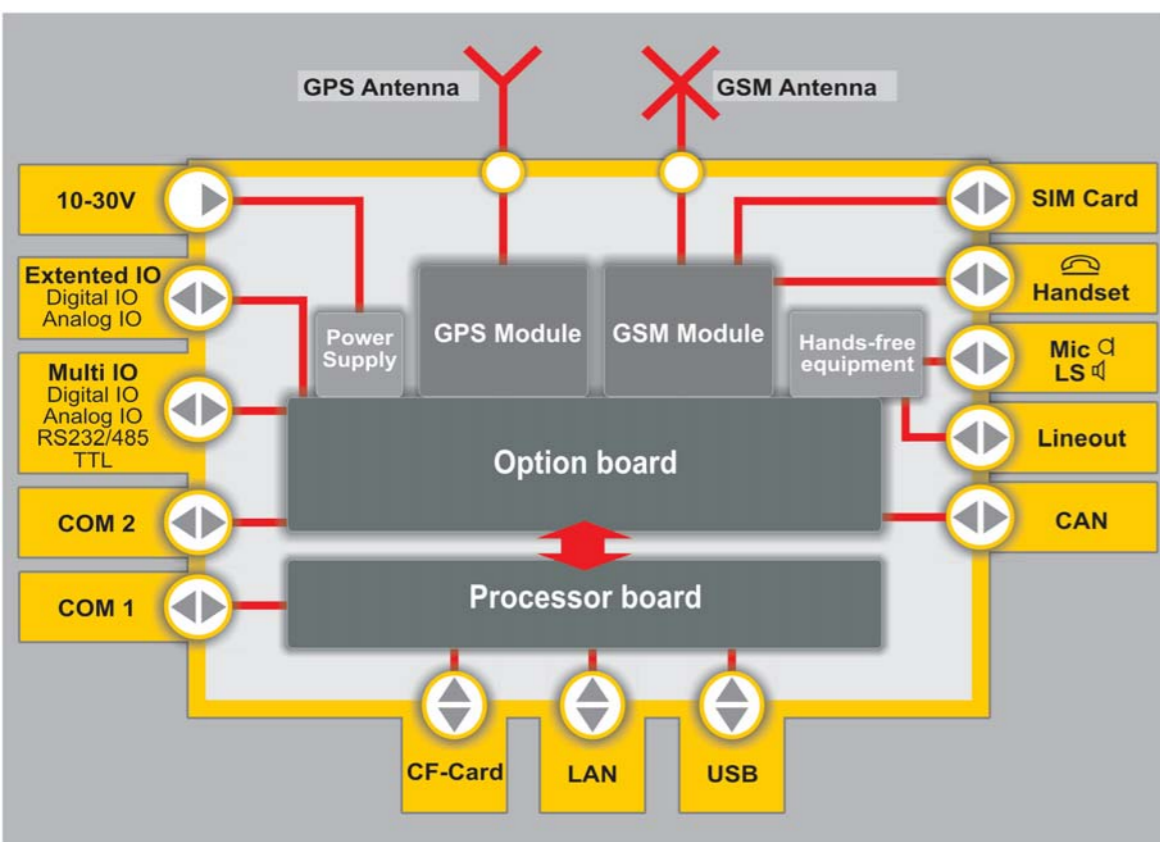 GPS Antenna
GSM Antenna
10-30V
Extented IO
Digital IO
Analog IO
Multi IO
Digital IO
Analog IO
RS232/485
TTL
COM 2
COM 1
Power
Supply
GPS Module
GSM Module
Hands-free
equipment
Option board
Processor board
SIM Card
Handset
Mic
LS
Lineout
CAN
CF-Card
LAN
USB